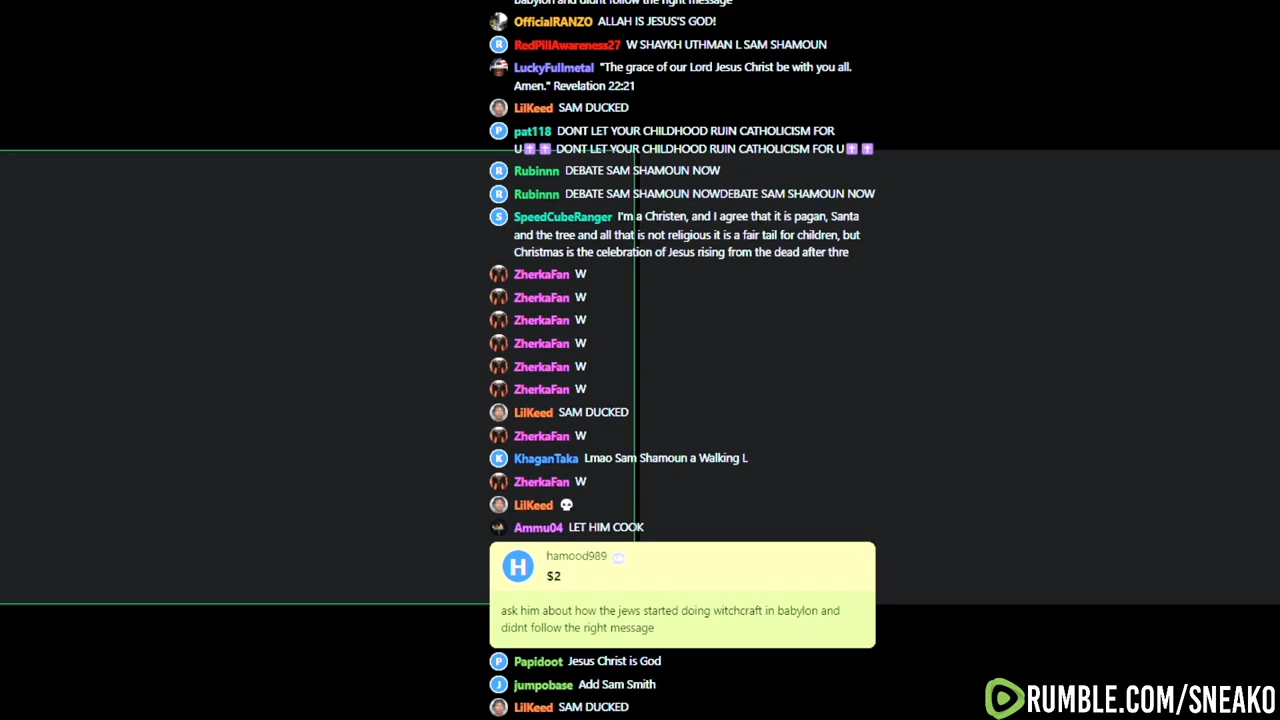 babylon and didnt follow the right message
OfficialRANZO ALLAH IS JESUS'S GOD!
R RedPillAwareness27 W SHAYKH UTHMAN L SAM SHAMOUN
LuckyFullmetal "The grace of our Lord Jesus Christ be with you all.
Amen." Revelation 22:21
LilKeed SAM DUCKED
P pat118 DONT LET YOUR CHILDHOOD RUIN CATHOLICISM FOR
U✝️✝️ DONT LET YOUR CHILDHOOD RUIN CATHOLICISM FOR U✝️✝️
R Rubinnn DEBATE SAM SHAMOUN NOW
R Rubinnn DEBATE SAM SHAMOUN NOWDEBATE SAM SHAMOUN NOW
S SpeedCubeRanger I'm a Christen, and I agree that it is pagan, Santa
and the tree and all that is not religious it is a fair tail for children, but
Christmas is the celebration of Jesus rising from the dead after thre
ZherkaFan W
ZherkaFan W
ZherkaFan W
ZherkaFan W
ZherkaFan W
ZherkaFan W
LilKeed SAM DUCKED
ZherkaFan W
K KhaganTaka Lmao Sam Shamoun a Walking L
ZherkaFan W
LilKeed 💀
Ammu04 LET HIM COOK
H hamood989
$2
ask him about how the jews started doing witchcraft in babylon and
didnt follow the right message
P Papidoot Jesus Christ is God
J jumpobase Add Sam Smith
LilKeed SAM DUCKED
RUMBLE.COM/SNEAKO